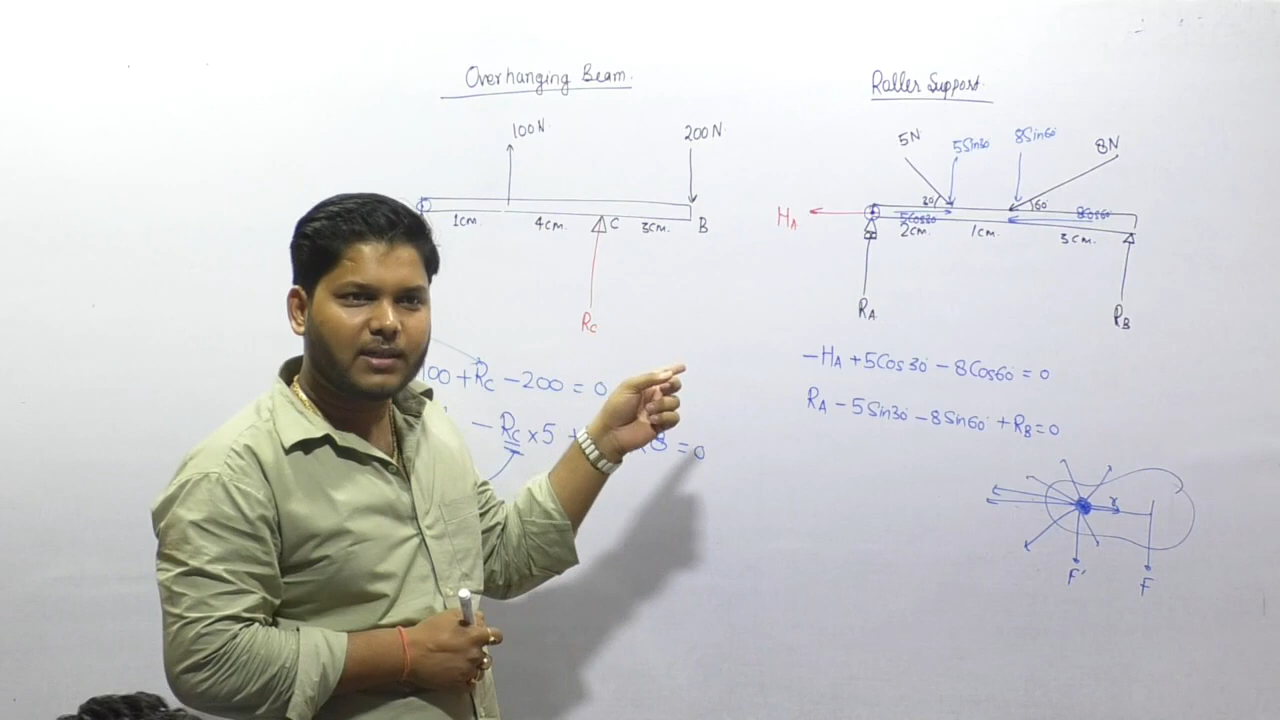 Overhanging Beam.
100N
200N
1cm.
4cm.
C
3cm.
B
Rc
100 + Rc - 200 = 0
- Rc x 5 +
x 8 = 0
Roller Support.
5N
5Sin30
8Sin60
8N
30
60
HA
5Cos30
8Cos60
2cm.
1cm.
3cm.
RA
RB
-HA + 5Cos30 - 8Cos60 = 0
RA - 5Sin30 - 8Sin60 + RB = 0
F'
F